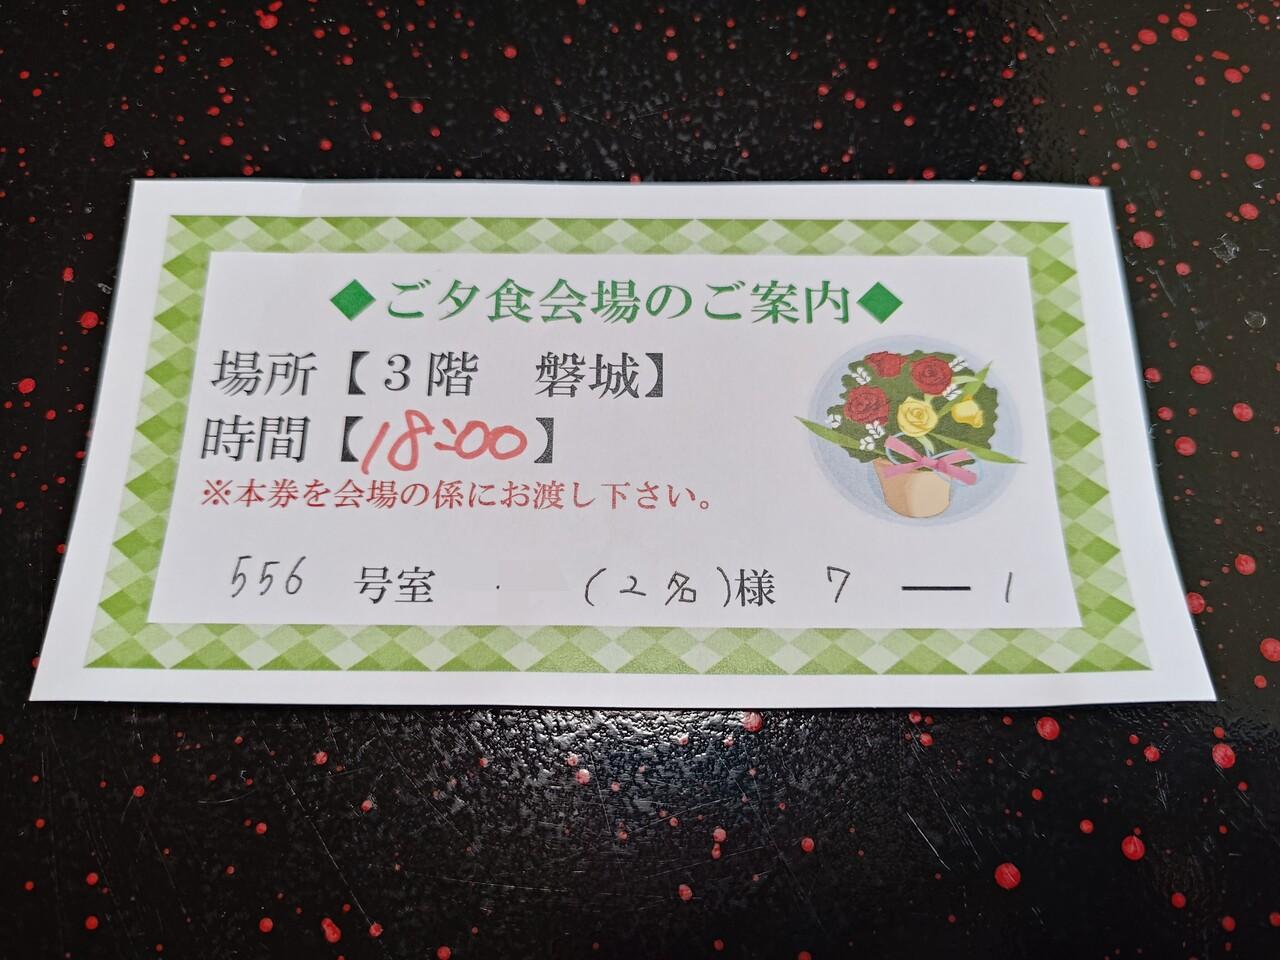 ◆ご夕食会場のご案内◆
場所【３階　磐城】
時間【18:00】
※本券を会場の係にお渡し下さい。
556 号室 (2名)様 7 ― 1